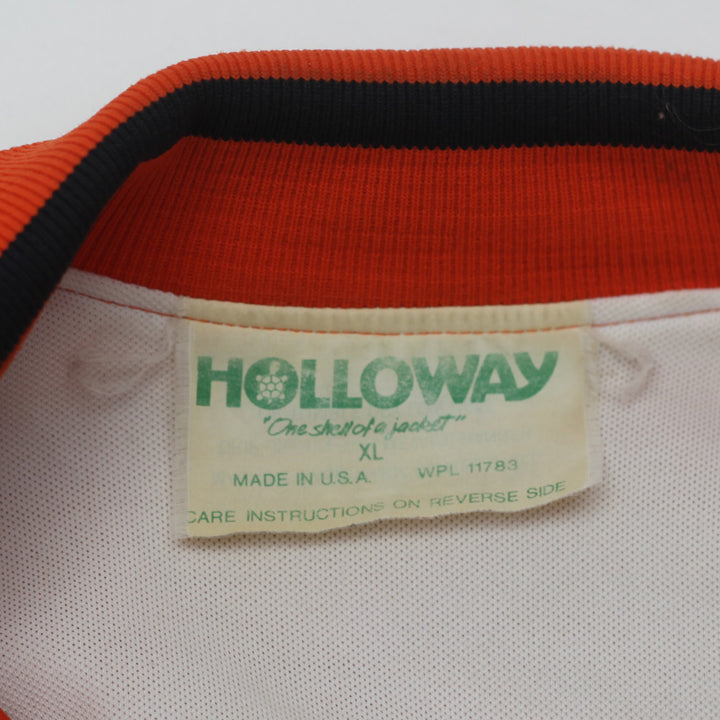 HOLLOWAY
"One shell of a jacket"
XL
MADE IN U.S.A. WPL 11783
CARE INSTRUCTIONS ON REVERSE SIDE